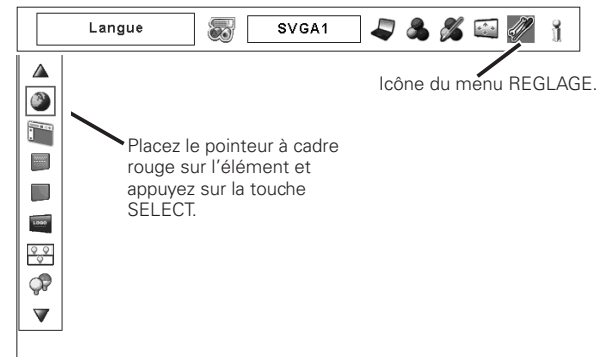 Langue
SVGA1
Icône du menu REGLAGE.
Placez le pointeur à cadre
rouge sur l'élément et
appuyez sur la touche
SELECT.
LOGO